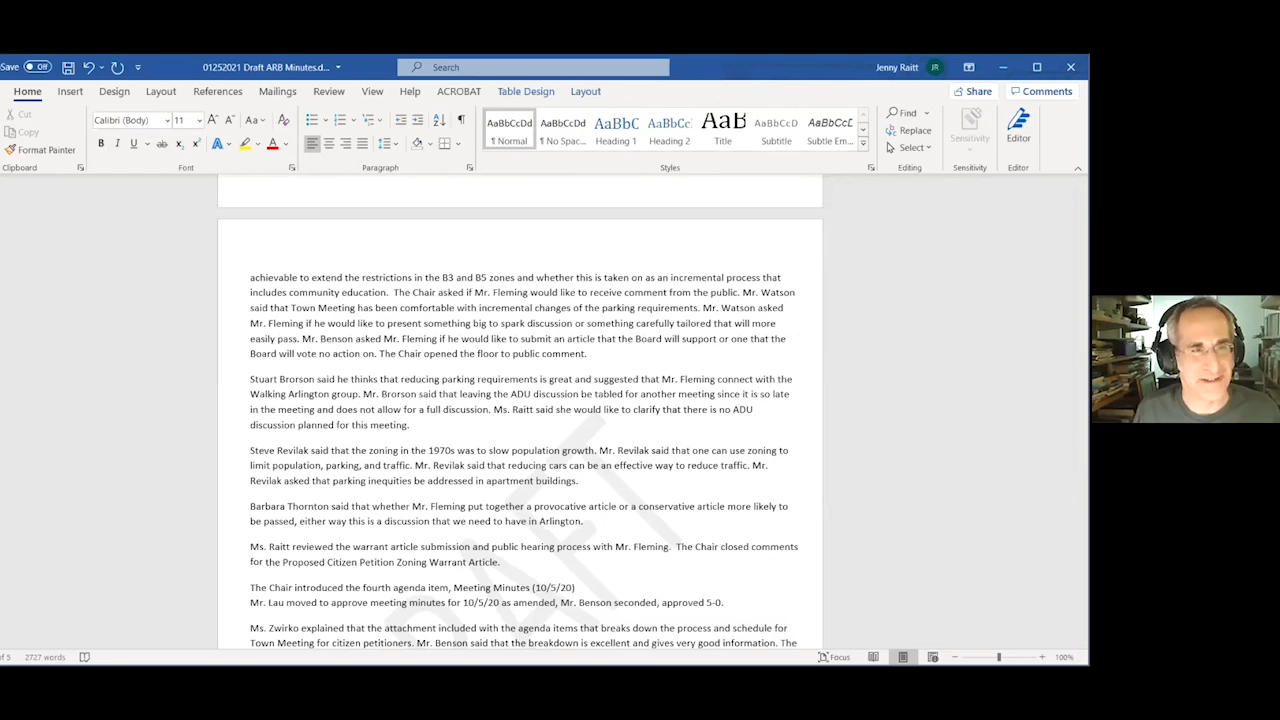 Save Off 01252021 Draft ARB Minutes.d... Search Jenny Raitt JR
Home Insert Design Layout References Mailings Review View Help ACROBAT Table Design Layout Share Comments
Cut
Copy
Format Painter
Clipboard
Calibri (Body) 11
Font
Paragraph
AaBbCcDd AaBbCcDd AaBbC AaBbCc AaB AaBbCcD AaBbCcL
¶ Normal ¶ No Spac... Heading 1 Heading 2 Title Subtitle Subtle Em...
Styles
Find
Replace
Select
Editing
Sensitivity
Sensitivity
Editor
Editor
achievable to extend the restrictions in the B3 and B5 zones and whether this is taken on as an incremental process that
includes community education. The Chair asked if Mr. Fleming would like to receive comment from the public. Mr. Watson
said that Town Meeting has been comfortable with incremental changes of the parking requirements. Mr. Watson asked
Mr. Fleming if he would like to present something big to spark discussion or something carefully tailored that will more
easily pass. Mr. Benson asked Mr. Fleming if he would like to submit an article that the Board will support or one that the
Board will vote no action on. The Chair opened the floor to public comment.
Stuart Brorson said he thinks that reducing parking requirements is great and suggested that Mr. Fleming connect with the
Walking Arlington group. Mr. Brorson said that leaving the ADU discussion be tabled for another meeting since it is so late
in the meeting and does not allow for a full discussion. Ms. Raitt said she would like to clarify that there is no ADU
discussion planned for this meeting.
Steve Revilak said that the zoning in the 1970s was to slow population growth. Mr. Revilak said that one can use zoning to
limit population, parking, and traffic. Mr. Revilak said that reducing cars can be an effective way to reduce traffic. Mr.
Revilak asked that parking inequities be addressed in apartment buildings.
Barbara Thornton said that whether Mr. Fleming put together a provocative article or a conservative article more likely to
be passed, either way this is a discussion that we need to have in Arlington.
Ms. Raitt reviewed the warrant article submission and public hearing process with Mr. Fleming. The Chair closed comments
for the Proposed Citizen Petition Zoning Warrant Article.
The Chair introduced the fourth agenda item, Meeting Minutes (10/5/20)
Mr. Lau moved to approve meeting minutes for 10/5/20 as amended, Mr. Benson seconded, approved 5-0.
Ms. Zwirko explained that the attachment included with the agenda items that breaks down the process and schedule for
Town Meeting for citizen petitioners. Mr. Benson said that the breakdown is excellent and gives very good information. The
of 5 2727 words Focus 100%